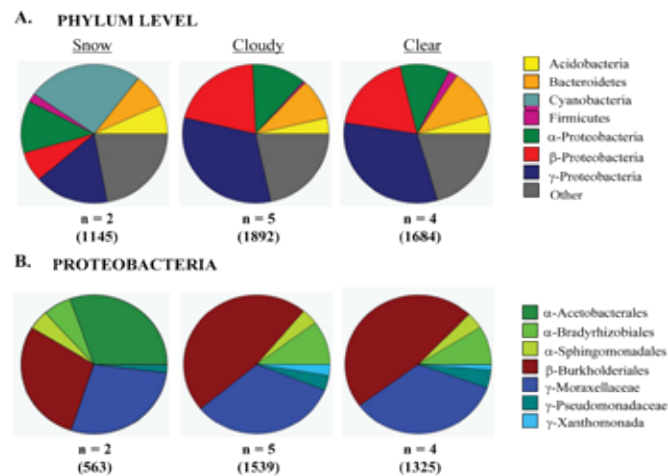 A. PHYLUM LEVEL
Snow Cloudy Clear
Acidobacteria
Bacteroidetes
Cyanobacteria
Firmicutes
α-Proteobacteria
β-Proteobacteria
γ-Proteobacteria
Other
n = 2 n = 5 n = 4
(1145) (1892) (1684)
B. PROTEOBACTERIA
α-Acetobacterales
α-Bradyrhizobiales
α-Sphingomonadales
β-Burkholderiales
γ-Moraxellaceae
γ-Pseudomonadaceae
γ-Xanthomonada
n = 2 n = 5 n = 4
(563) (1539) (1325)